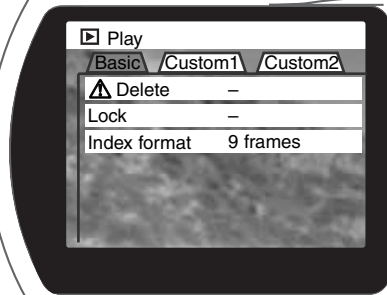 Play
Basic Custom1 Custom2
Delete –
Lock –
Index format 9 frames